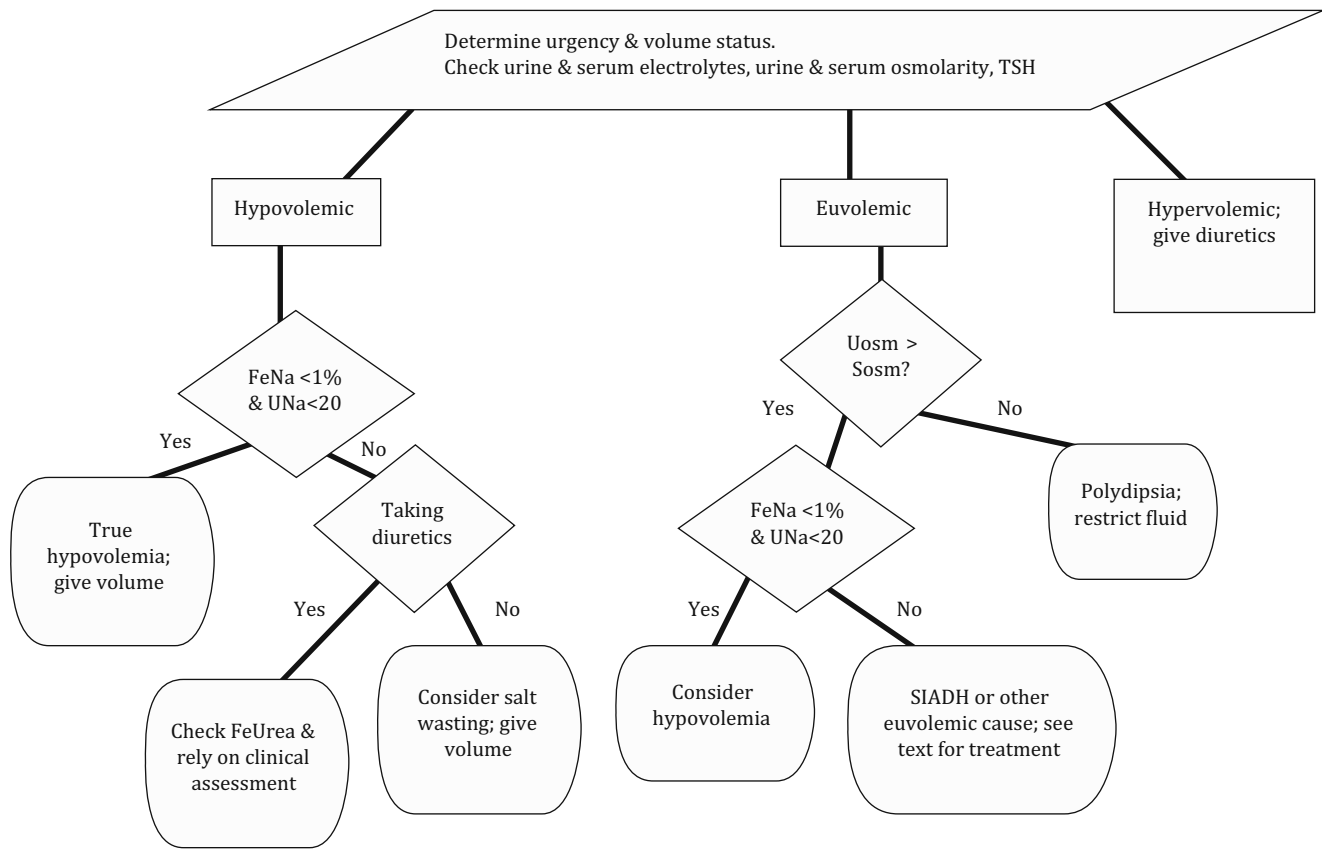 Determine urgency & volume status.
Check urine & serum electrolytes, urine & serum osmolarity, TSH
Hypovolemic
Euvolemic
Hypervolemic;
give diuretics
FeNa <1%
& UNa<20
Yes
No
True
hypovolemia;
give volume
Taking
diuretics
Yes
No
Check FeUrea &
rely on clinical
assessment
Consider salt
wasting; give
volume
Uosm >
Sosm?
Yes
No
FeNa <1%
& UNa<20
Polydipsia;
restrict fluid
Yes
No
Consider
hypovolemia
SIADH or other
euvolemic cause; see
text for treatment